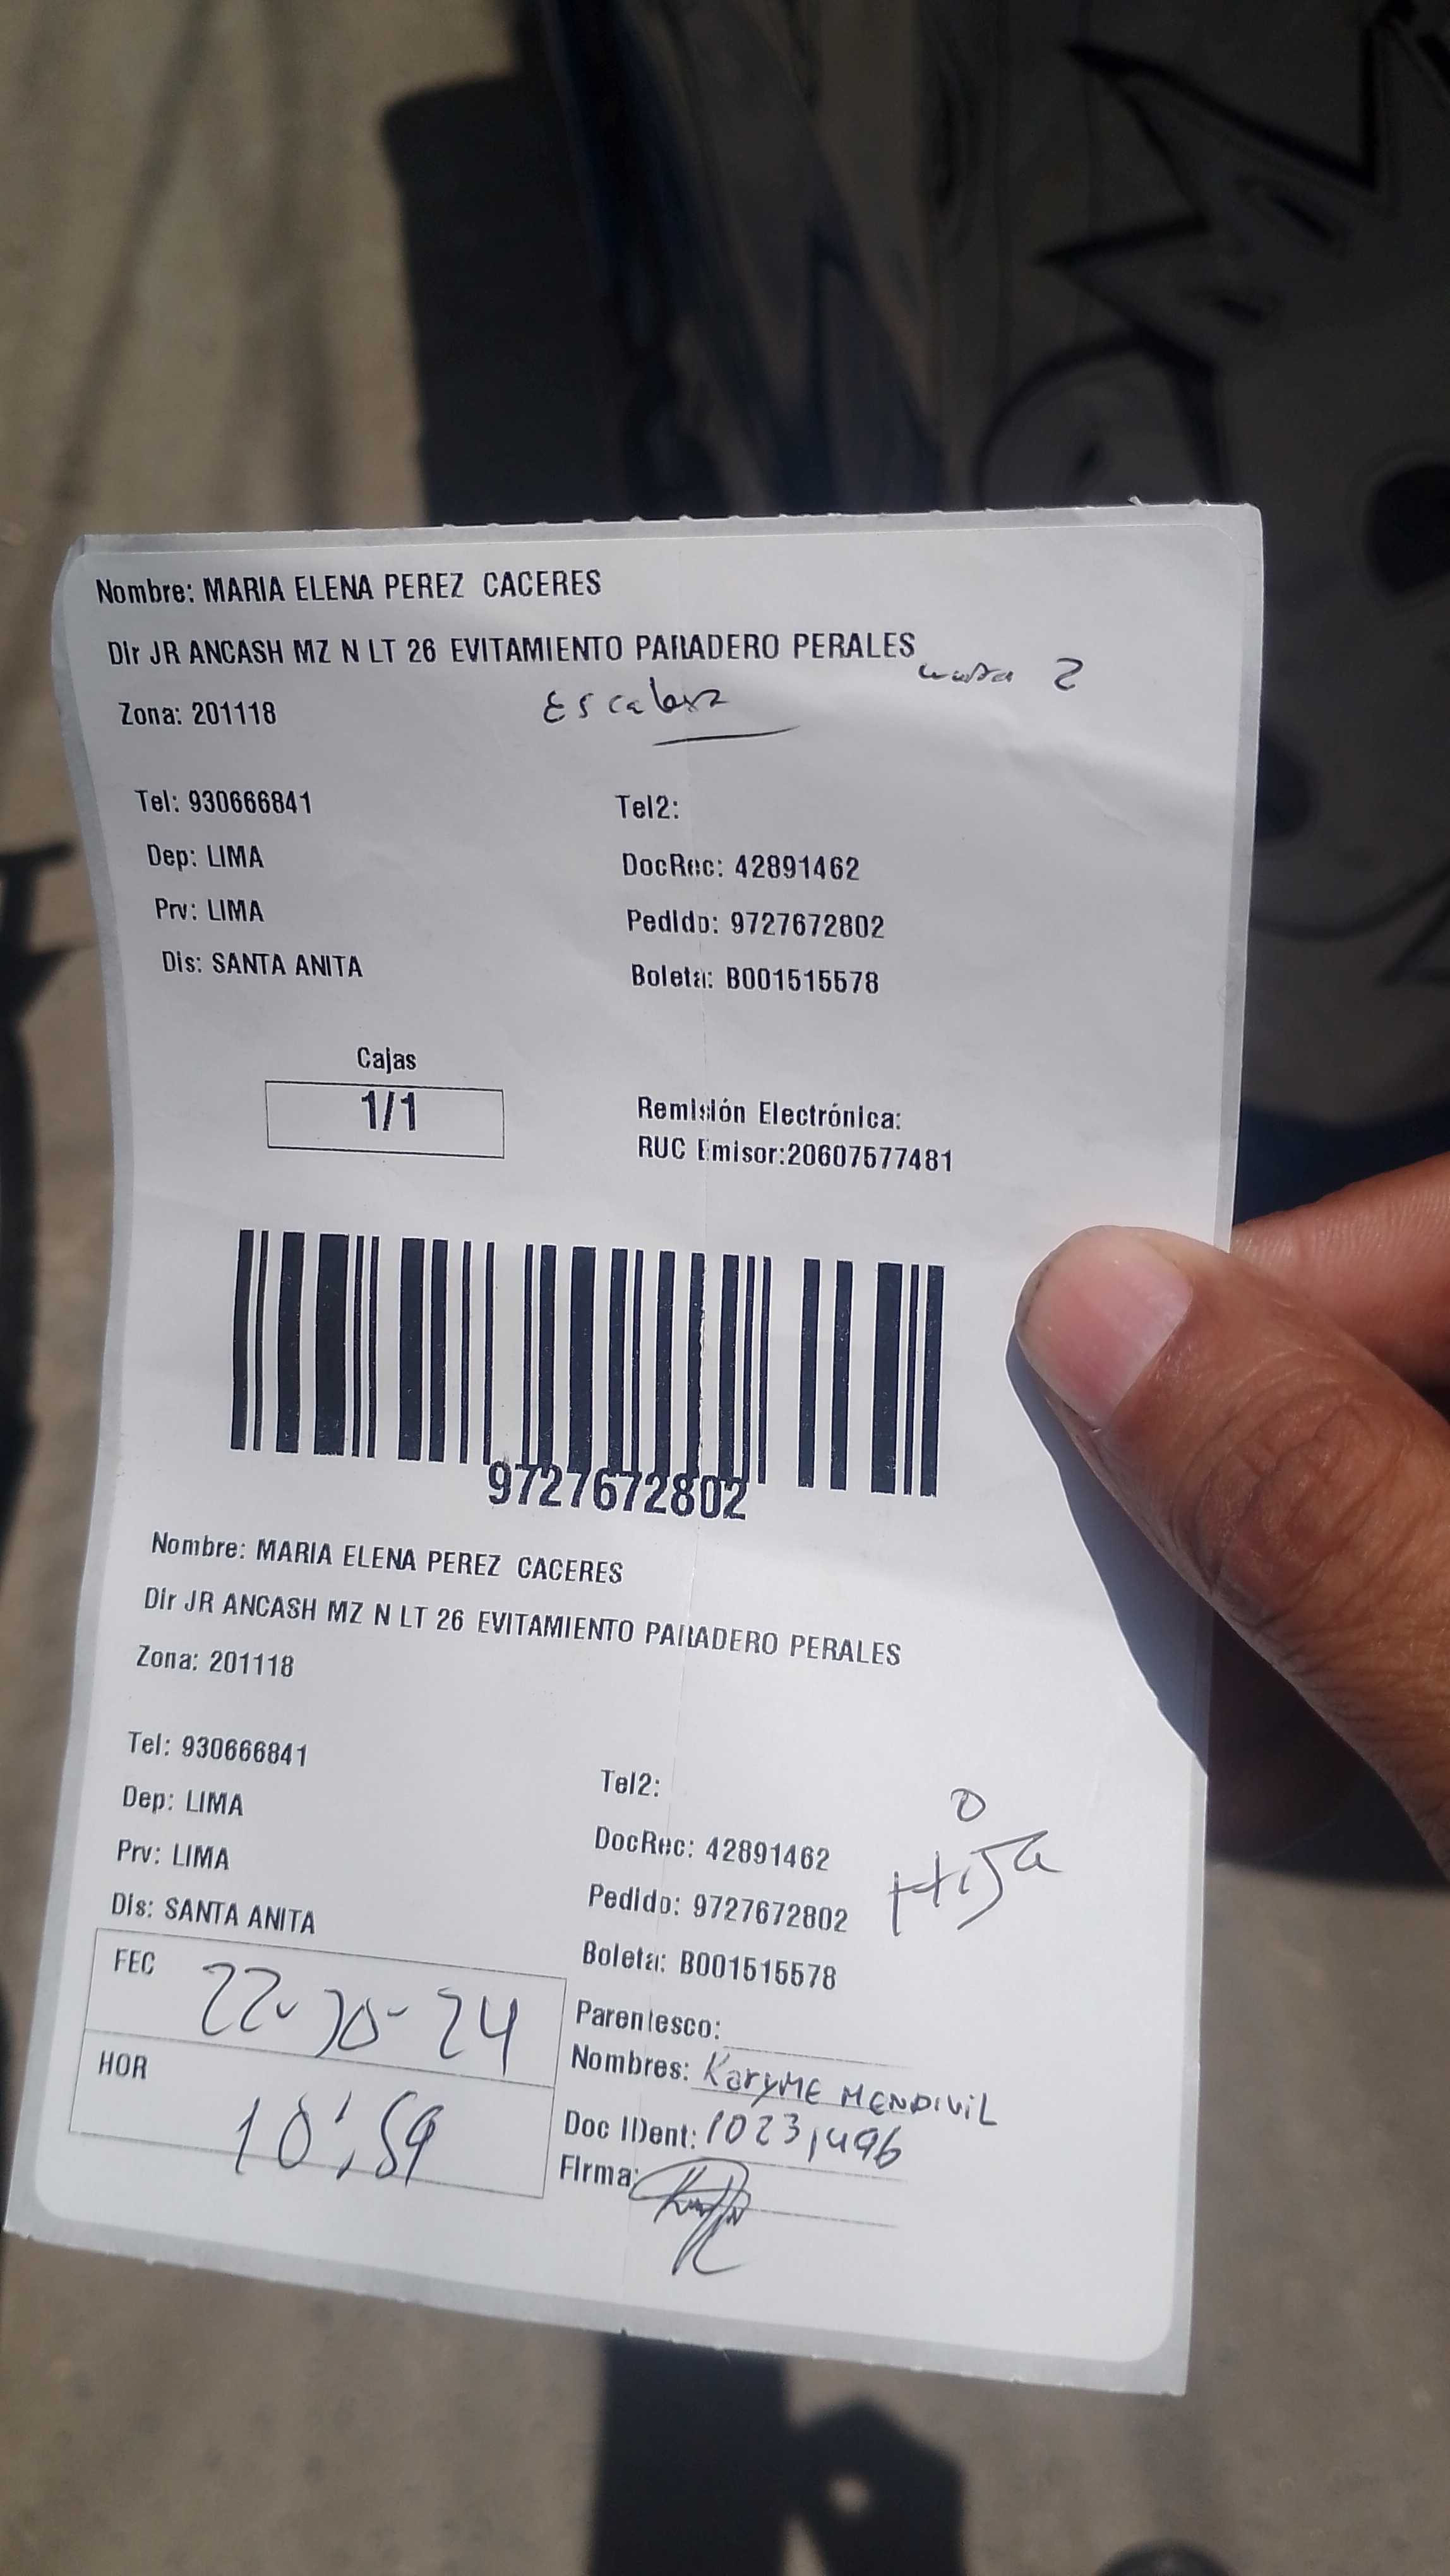 Nombre: MARIA ELENA PEREZ CACERES
Dir JR ANCASH MZ N LT 26 EVITAMIENTO PARADERO PERALES
2
Zona: 201118
Tel: 930666841 Tel2:
Dep: LIMA DocRec: 42891462
Prv: LIMA Pedido: 9727672802
Dis: SANTA ANITA Boleta: B001515578
Cajas
1/1
Remisión Electrónica:
RUC Emisor:20607577481
9727672802
Nombre: MARIA ELENA PEREZ CACERES
Dir JR ANCASH MZ N LT 26 EVITAMIENTO PARADERO PERALES
Zona: 201118
Tel: 930666841 Tel2:
Dep: LIMA DocRec: 42891462
Prv: LIMA Pedido: 9727672802
Hija
Dis: SANTA ANITA Boleta: B001515578
FEC 22-10-24
HOR 10:59
Parentesco:
Nombres: Karyme MENDIVIL
Doc IDent:
Firma: